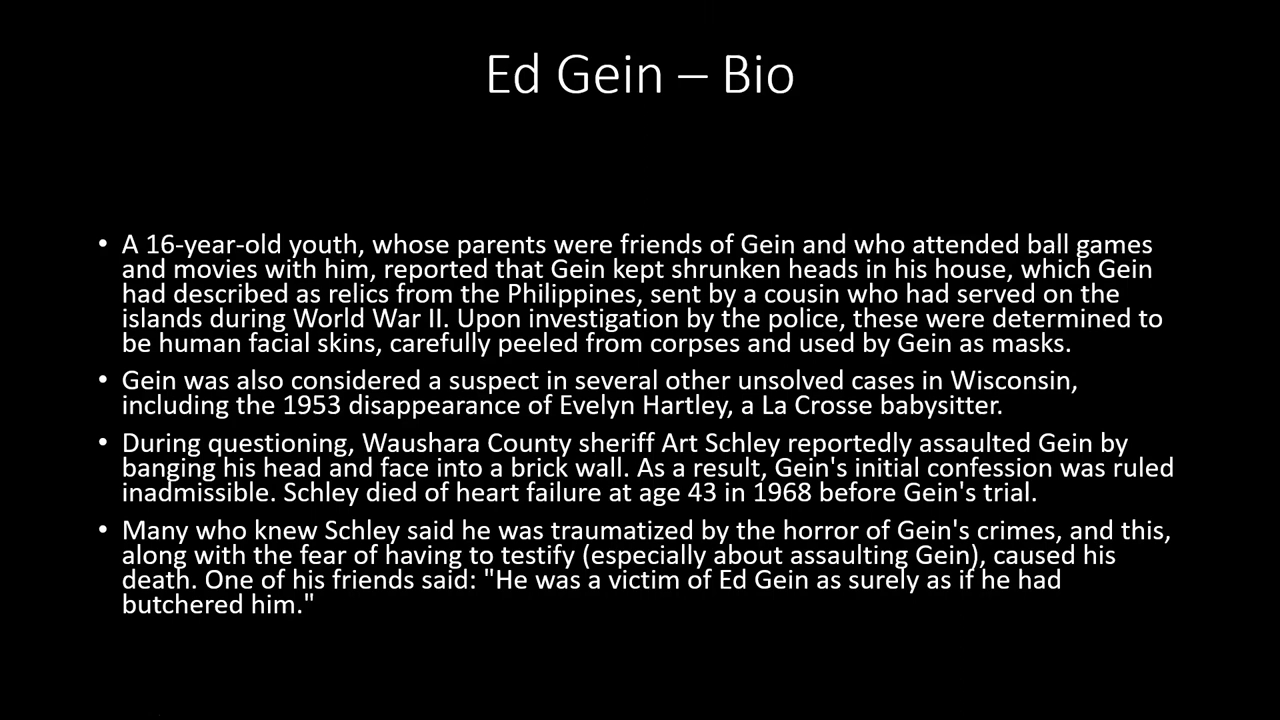 Ed Gein – Bio
• A 16-year-old youth, whose parents were friends of Gein and who attended ball games
and movies with him, reported that Gein kept shrunken heads in his house, which Gein
had described as relics from the Philippines, sent by a cousin who had served on the
islands during World War II. Upon investigation by the police, these were determined to
be human facial skins, carefully peeled from corpses and used by Gein as masks.
• Gein was also considered a suspect in several other unsolved cases in Wisconsin,
including the 1953 disappearance of Evelyn Hartley, a La Crosse babysitter.
• During questioning, Waushara County sheriff Art Schley reportedly assaulted Gein by
banging his head and face into a brick wall. As a result, Gein's initial confession was ruled
inadmissible. Schley died of heart failure at age 43 in 1968 before Gein's trial.
• Many who knew Schley said he was traumatized by the horror of Gein's crimes, and this,
along with the fear of having to testify (especially about assaulting Gein), caused his
death. One of his friends said: "He was a victim of Ed Gein as surely as if he had
butchered him."